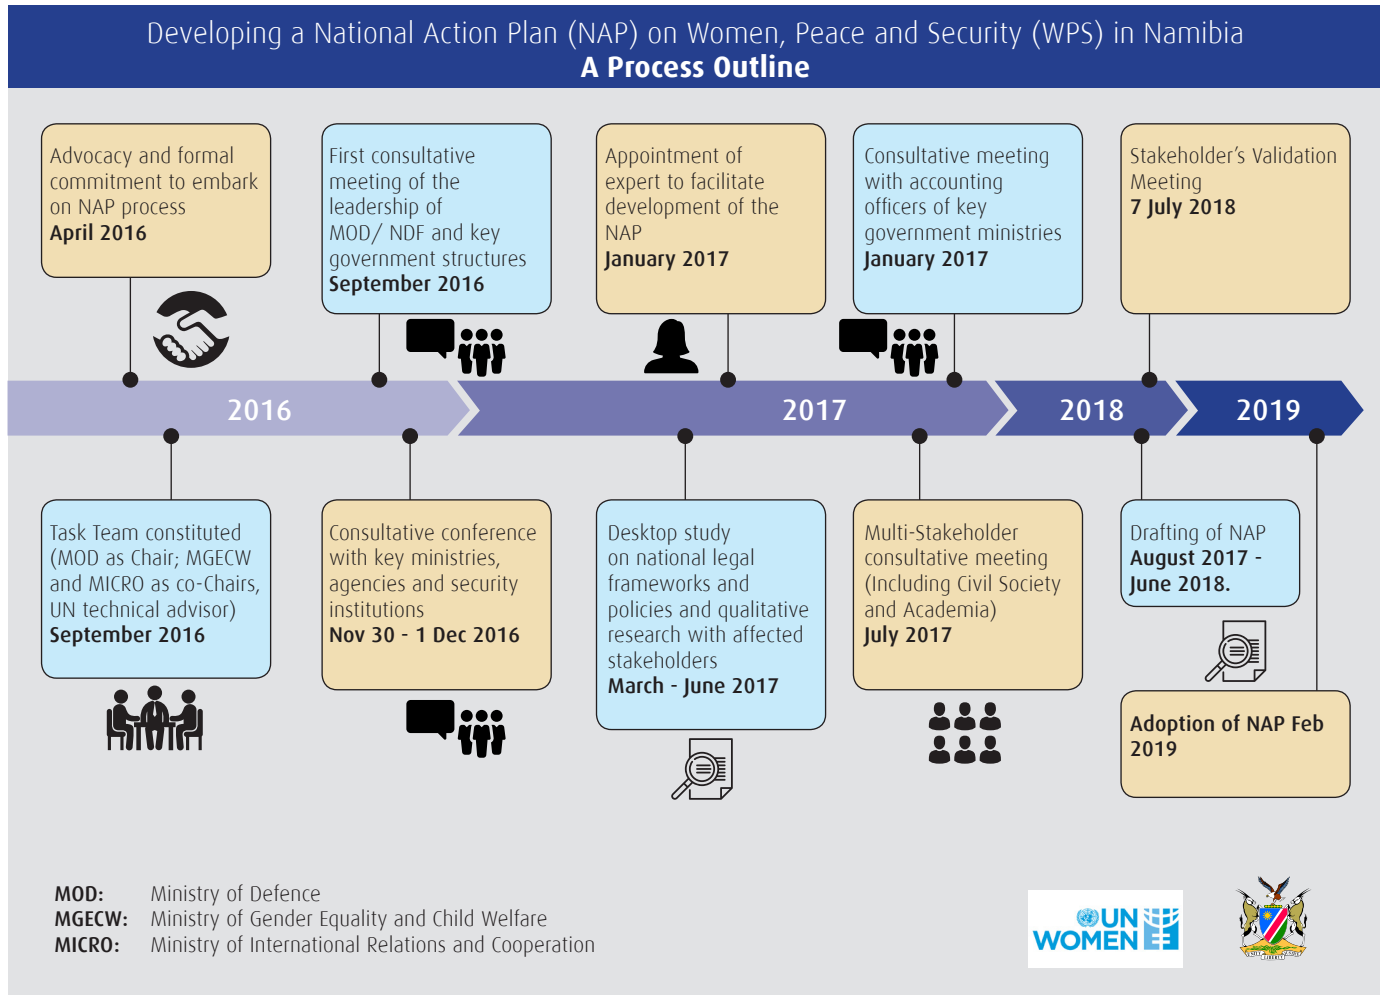 Developing a National Action Plan (NAP) on Women, Peace and Security (WPS) in Namibia
A Process Outline
Advocacy and formal
commitment to embark
on NAP process
April 2016
First consultative
meeting of the
leadership of
MOD/ NDF and key
government structures
September 2016
Appointment of
expert to facilitate
development of the
NAP
January 2017
Consultative meeting
with accounting
officers of key
government ministries
January 2017
Stakeholder's Validation
Meeting
7 July 2018
2016
2017
2018
2019
Task Team constituted
(MOD as Chair; MGECW
and MICRO as co-Chairs,
UN technical advisor)
September 2016
Consultative conference
with key ministries,
agencies and security
institutions
Nov 30 - 1 Dec 2016
Desktop study
on national legal
frameworks and
policies and qualitative
research with affected
stakeholders
March - June 2017
Multi-Stakeholder
consultative meeting
(Including Civil Society
and Academia)
July 2017
Drafting of NAP
August 2017 -
June 2018.
Adoption of NAP Feb
2019
MOD: Ministry of Defence
MGECW: Ministry of Gender Equality and Child Welfare
MICRO: Ministry of International Relations and Cooperation
UN
WOMEN
UNITY LIBERTY JUSTICE